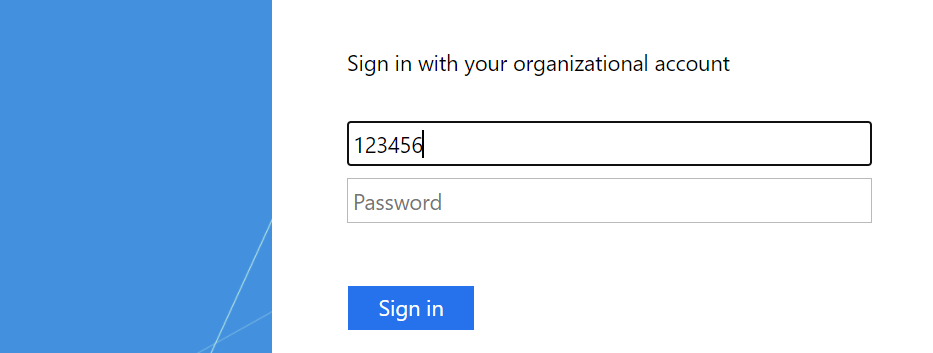 Sign in with your organizational account
123456
Password
Sign in